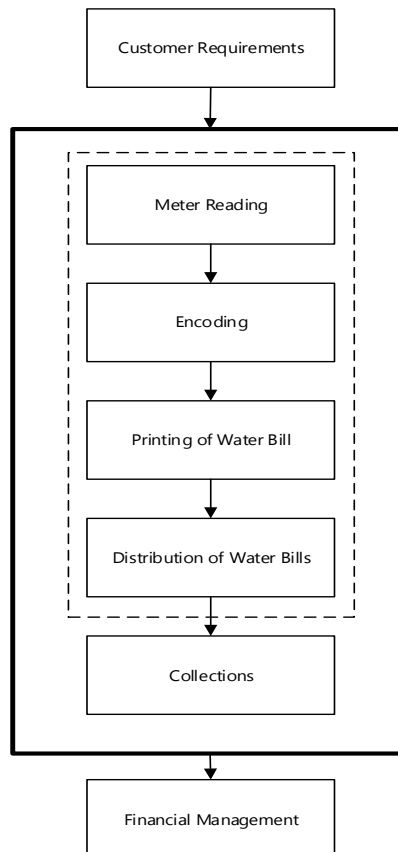 Customer Requirements
Meter Reading
Encoding
Printing of Water Bill
Distribution of Water Bills
Collections
Financial Management